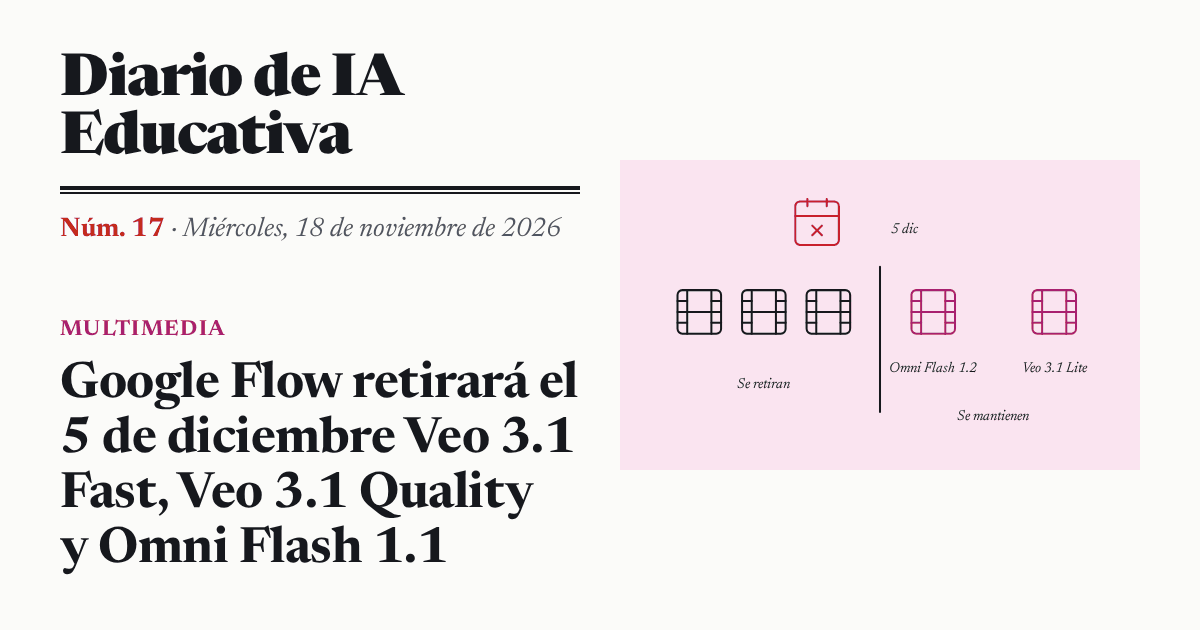 Diario de IA
Educativa
Núm. 17 · Miércoles, 18 de noviembre de 2026
MULTIMEDIA
Google Flow retirará el
5 de diciembre Veo 3.1
Fast, Veo 3.1 Quality
y Omni Flash 1.1
5 dic
Se retiran
Omni Flash 1.2
Veo 3.1 Lite
Se mantienen